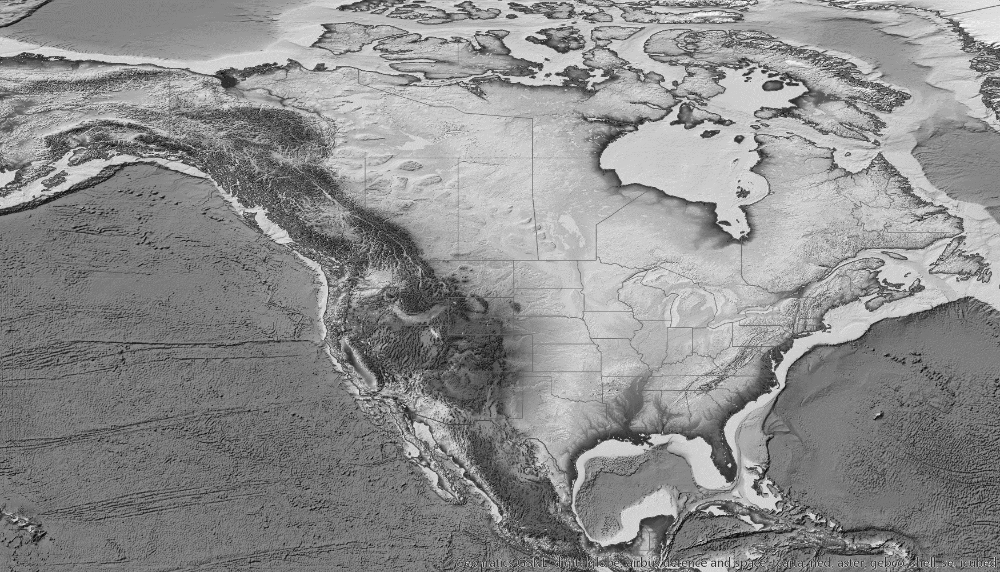 Geomatics GSNL, digitalglobe, airbus defence and space, tcarta, ned, aster, gebco, shell, se, icubed